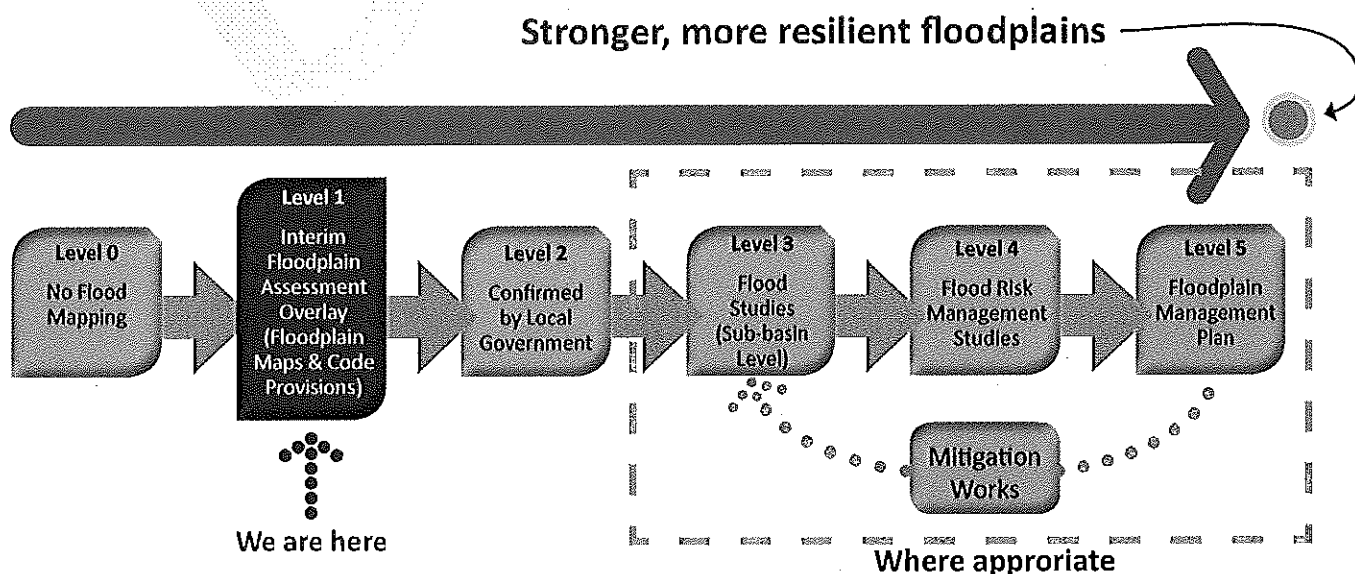 Stronger, more resilient floodplains
Level 0
No Flood
Mapping
Level 1
Interim
Floodplain
Assessment
Overlay
(Floodplain
Maps & Code
Provisions)
Level 2
Confirmed
by Local
Government
Level 3
Flood
Studies
(Sub-basin
Level)
Level 4
Flood Risk
Management
Studies
Level 5
Floodplain
Management
Plan
Mitigation
Works
We are here
Where approriate